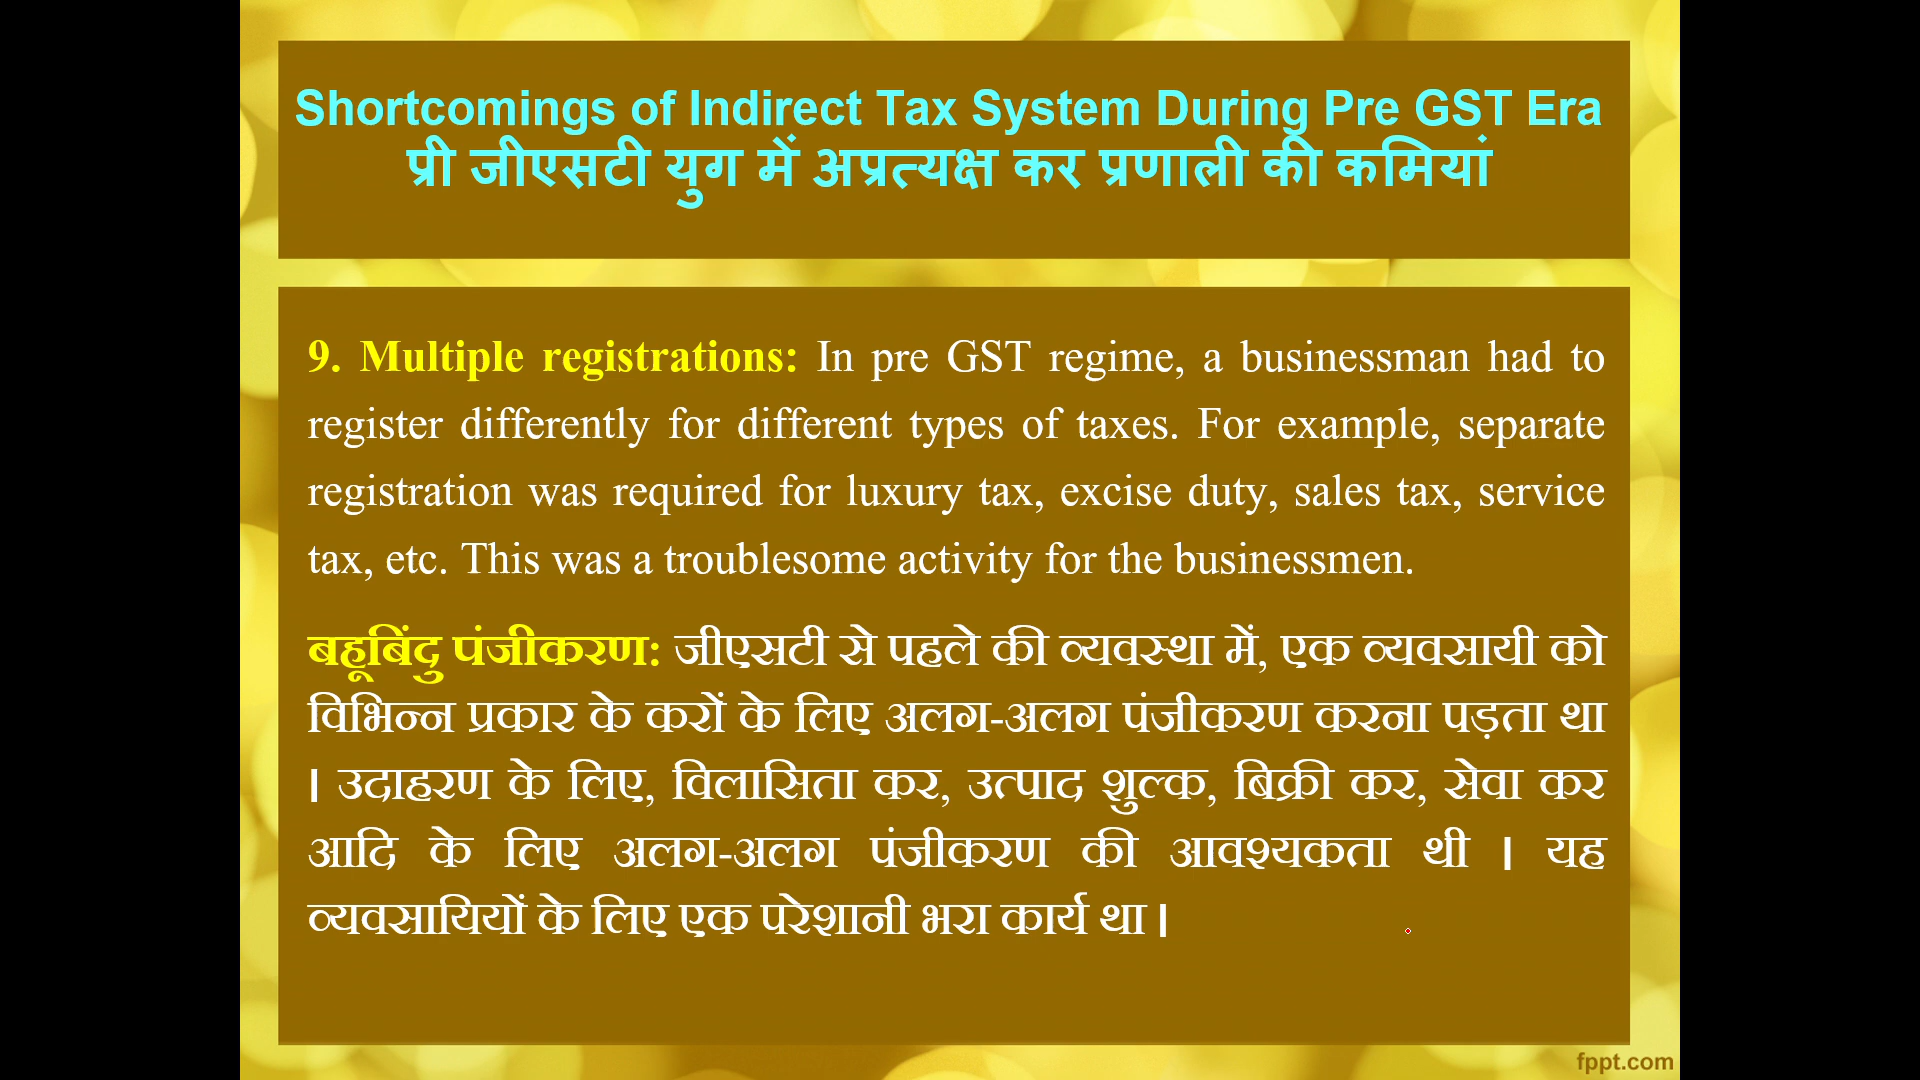 Shortcomings of Indirect Tax System During Pre GST Era
प्री जीएसटी युग में अप्रत्यक्ष कर प्रणाली की कमियां
9. Multiple registrations: In pre GST regime, a businessman had to
register differently for different types of taxes. For example, separate
registration was required for luxury tax, excise duty, sales tax, service
tax, etc. This was a troublesome activity for the businessmen.
बहूबिंदु पंजीकरण: जीएसटी से पहले की व्यवस्था में, एक व्यवसायी को
विभिन्न प्रकार के करों के लिए अलग-अलग पंजीकरण करना पड़ता था
। उदाहरण के लिए, विलासिता कर, उत्पाद शुल्क, बिक्री कर, सेवा कर
आदि के लिए अलग-अलग पंजीकरण की आवश्यकता थी । यह
व्यवसायियों के लिए एक परेशानी भरा कार्य था ।
fppt.com